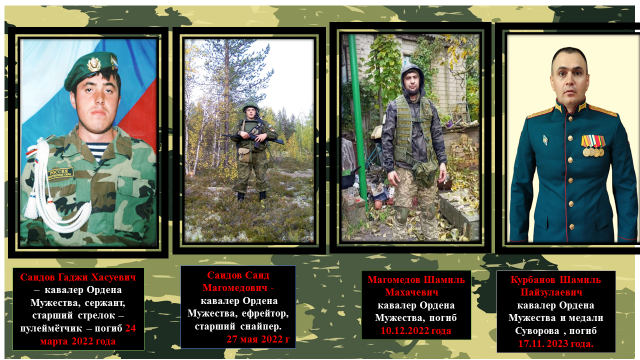 Саидов Гаджи Хасуевич
– кавалер Ордена
Мужества, сержант,
старший стрелок –
пулемётчик – погиб 24
марта 2022 года
Саидов Саид
Магомедович -
кавалер Ордена
Мужества, ефрейтор,
старший снайпер.
27 мая 2022 г
Магомедов Шамиль
Махачевич
кавалер Ордена
Мужества, погиб
10.12.2022 года
Курбанов Шамиль
Пайзулаевич
кавалер Ордена
Мужества и медали
Суворова , погиб
17.11. 2023 года.